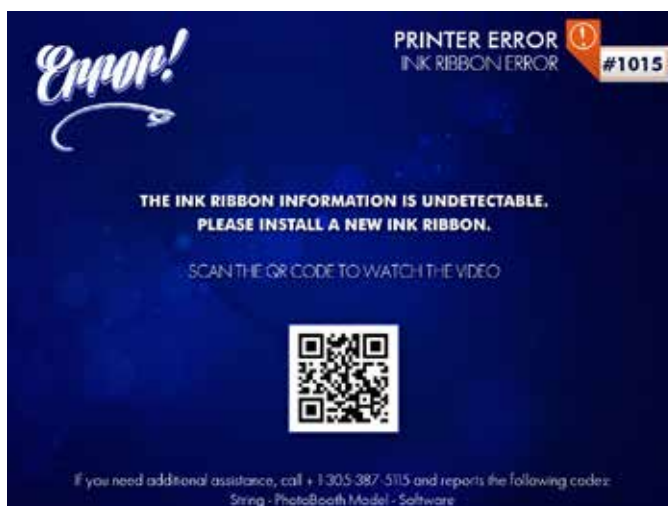 Error!
PRINTER ERROR
INK RIBBON ERROR
#1015
THE INK RIBBON INFORMATION IS UNDETECTABLE.
PLEASE INSTALL A NEW INK RIBBON.
SCAN THE QR CODE TO WATCH THE VIDEO
If you need additional assistance, call + 1-305-387-5115 and reports the following codes:
String - PhotoBooth Model - Software